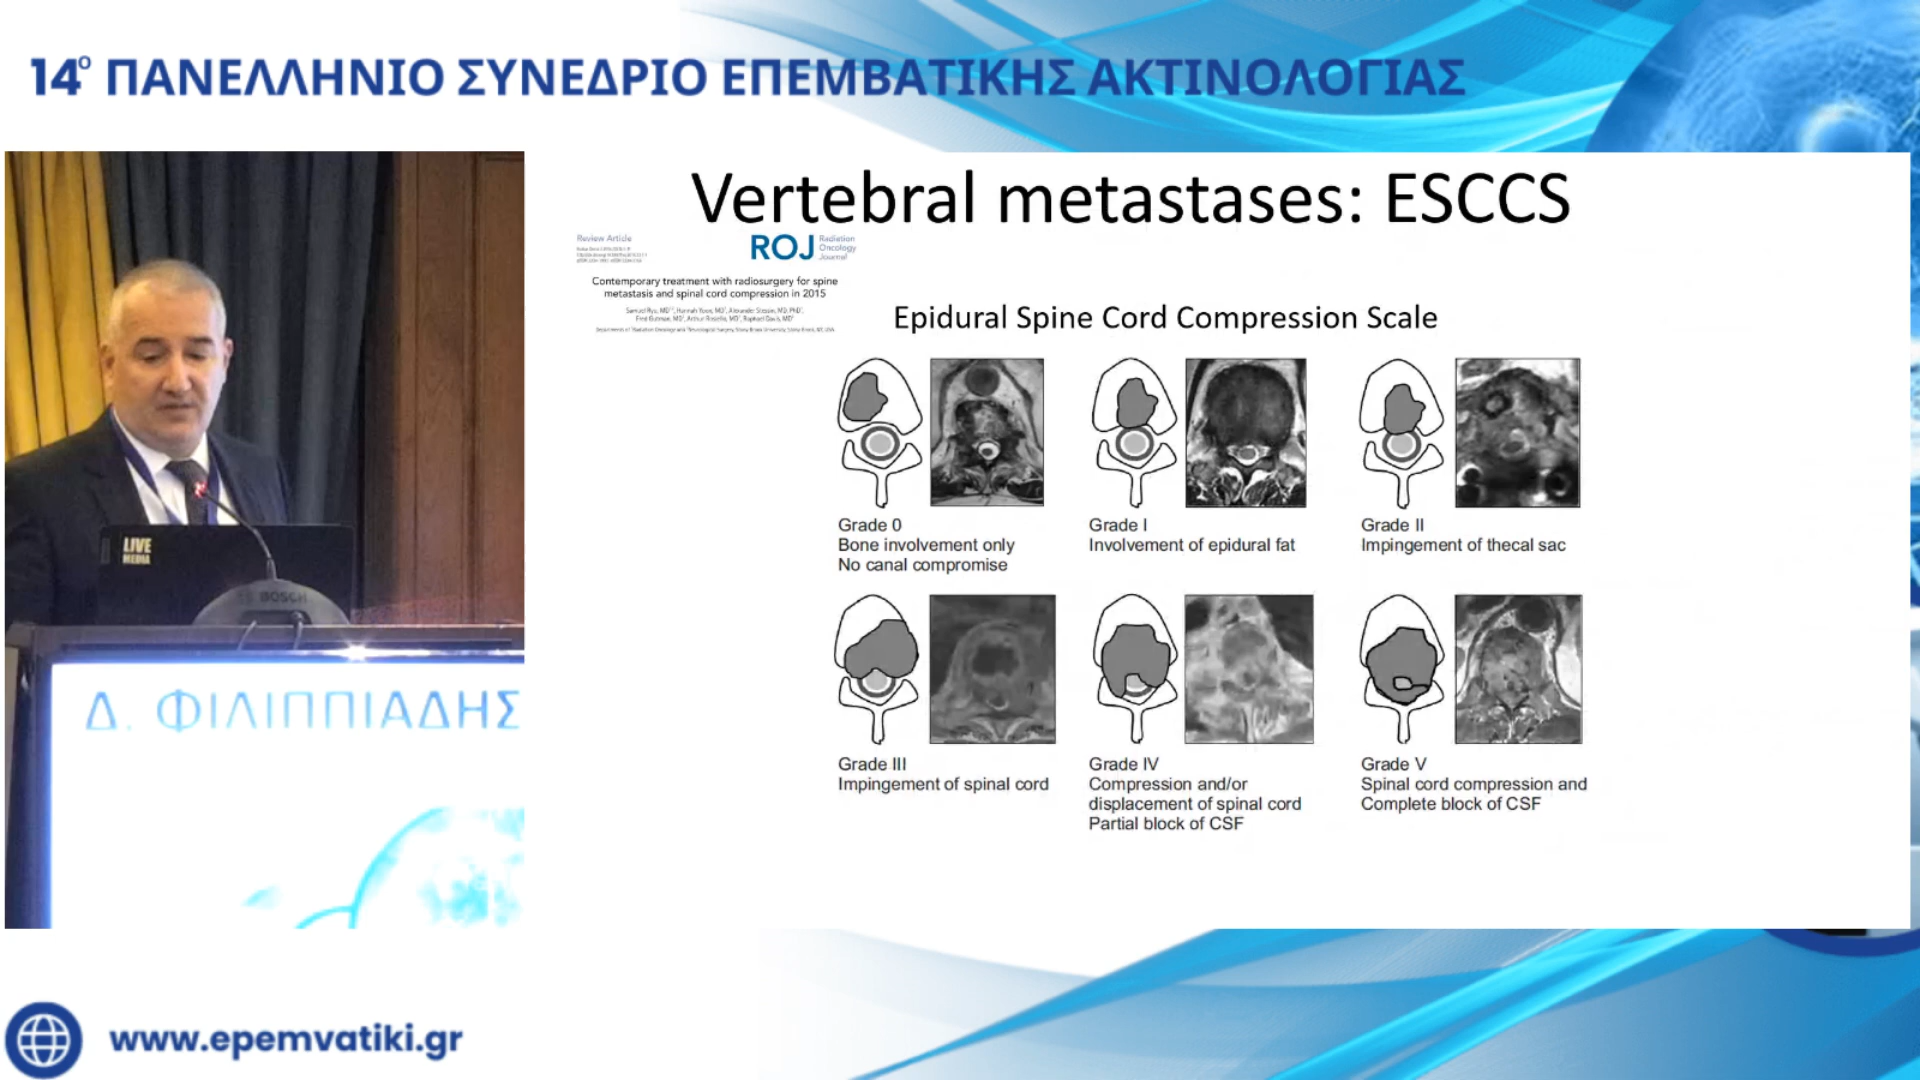 14ο ΠΑΝΕΛΛΗΝΙΟ ΣΥΝΕΔΡΙΟ ΕΠΕΜΒΑΤΙΚΗΣ ΑΚΤΙΝΟΛΟΓΙΑΣ
Vertebral metastases: ESCCS
Review Article
ROJ Radiation
Oncology
Journal
Contemporary treatment with radiosurgery for spine
metastasis and spinal cord compression in 2015
Epidural Spine Cord Compression Scale
Grade 0
Bone involvement only
No canal compromise
Grade I
Involvement of epidural fat
Grade II
Impingement of thecal sac
Grade III
Impingement of spinal cord
Grade IV
Compression and/or
displacement of spinal cord
Partial block of CSF
Grade V
Spinal cord compression and
Complete block of CSF
LIVE
MEDIA
BOSCH
Δ. ΦΙΛΙΠΠΙΑΔΗΣ
www.epemvatiki.gr